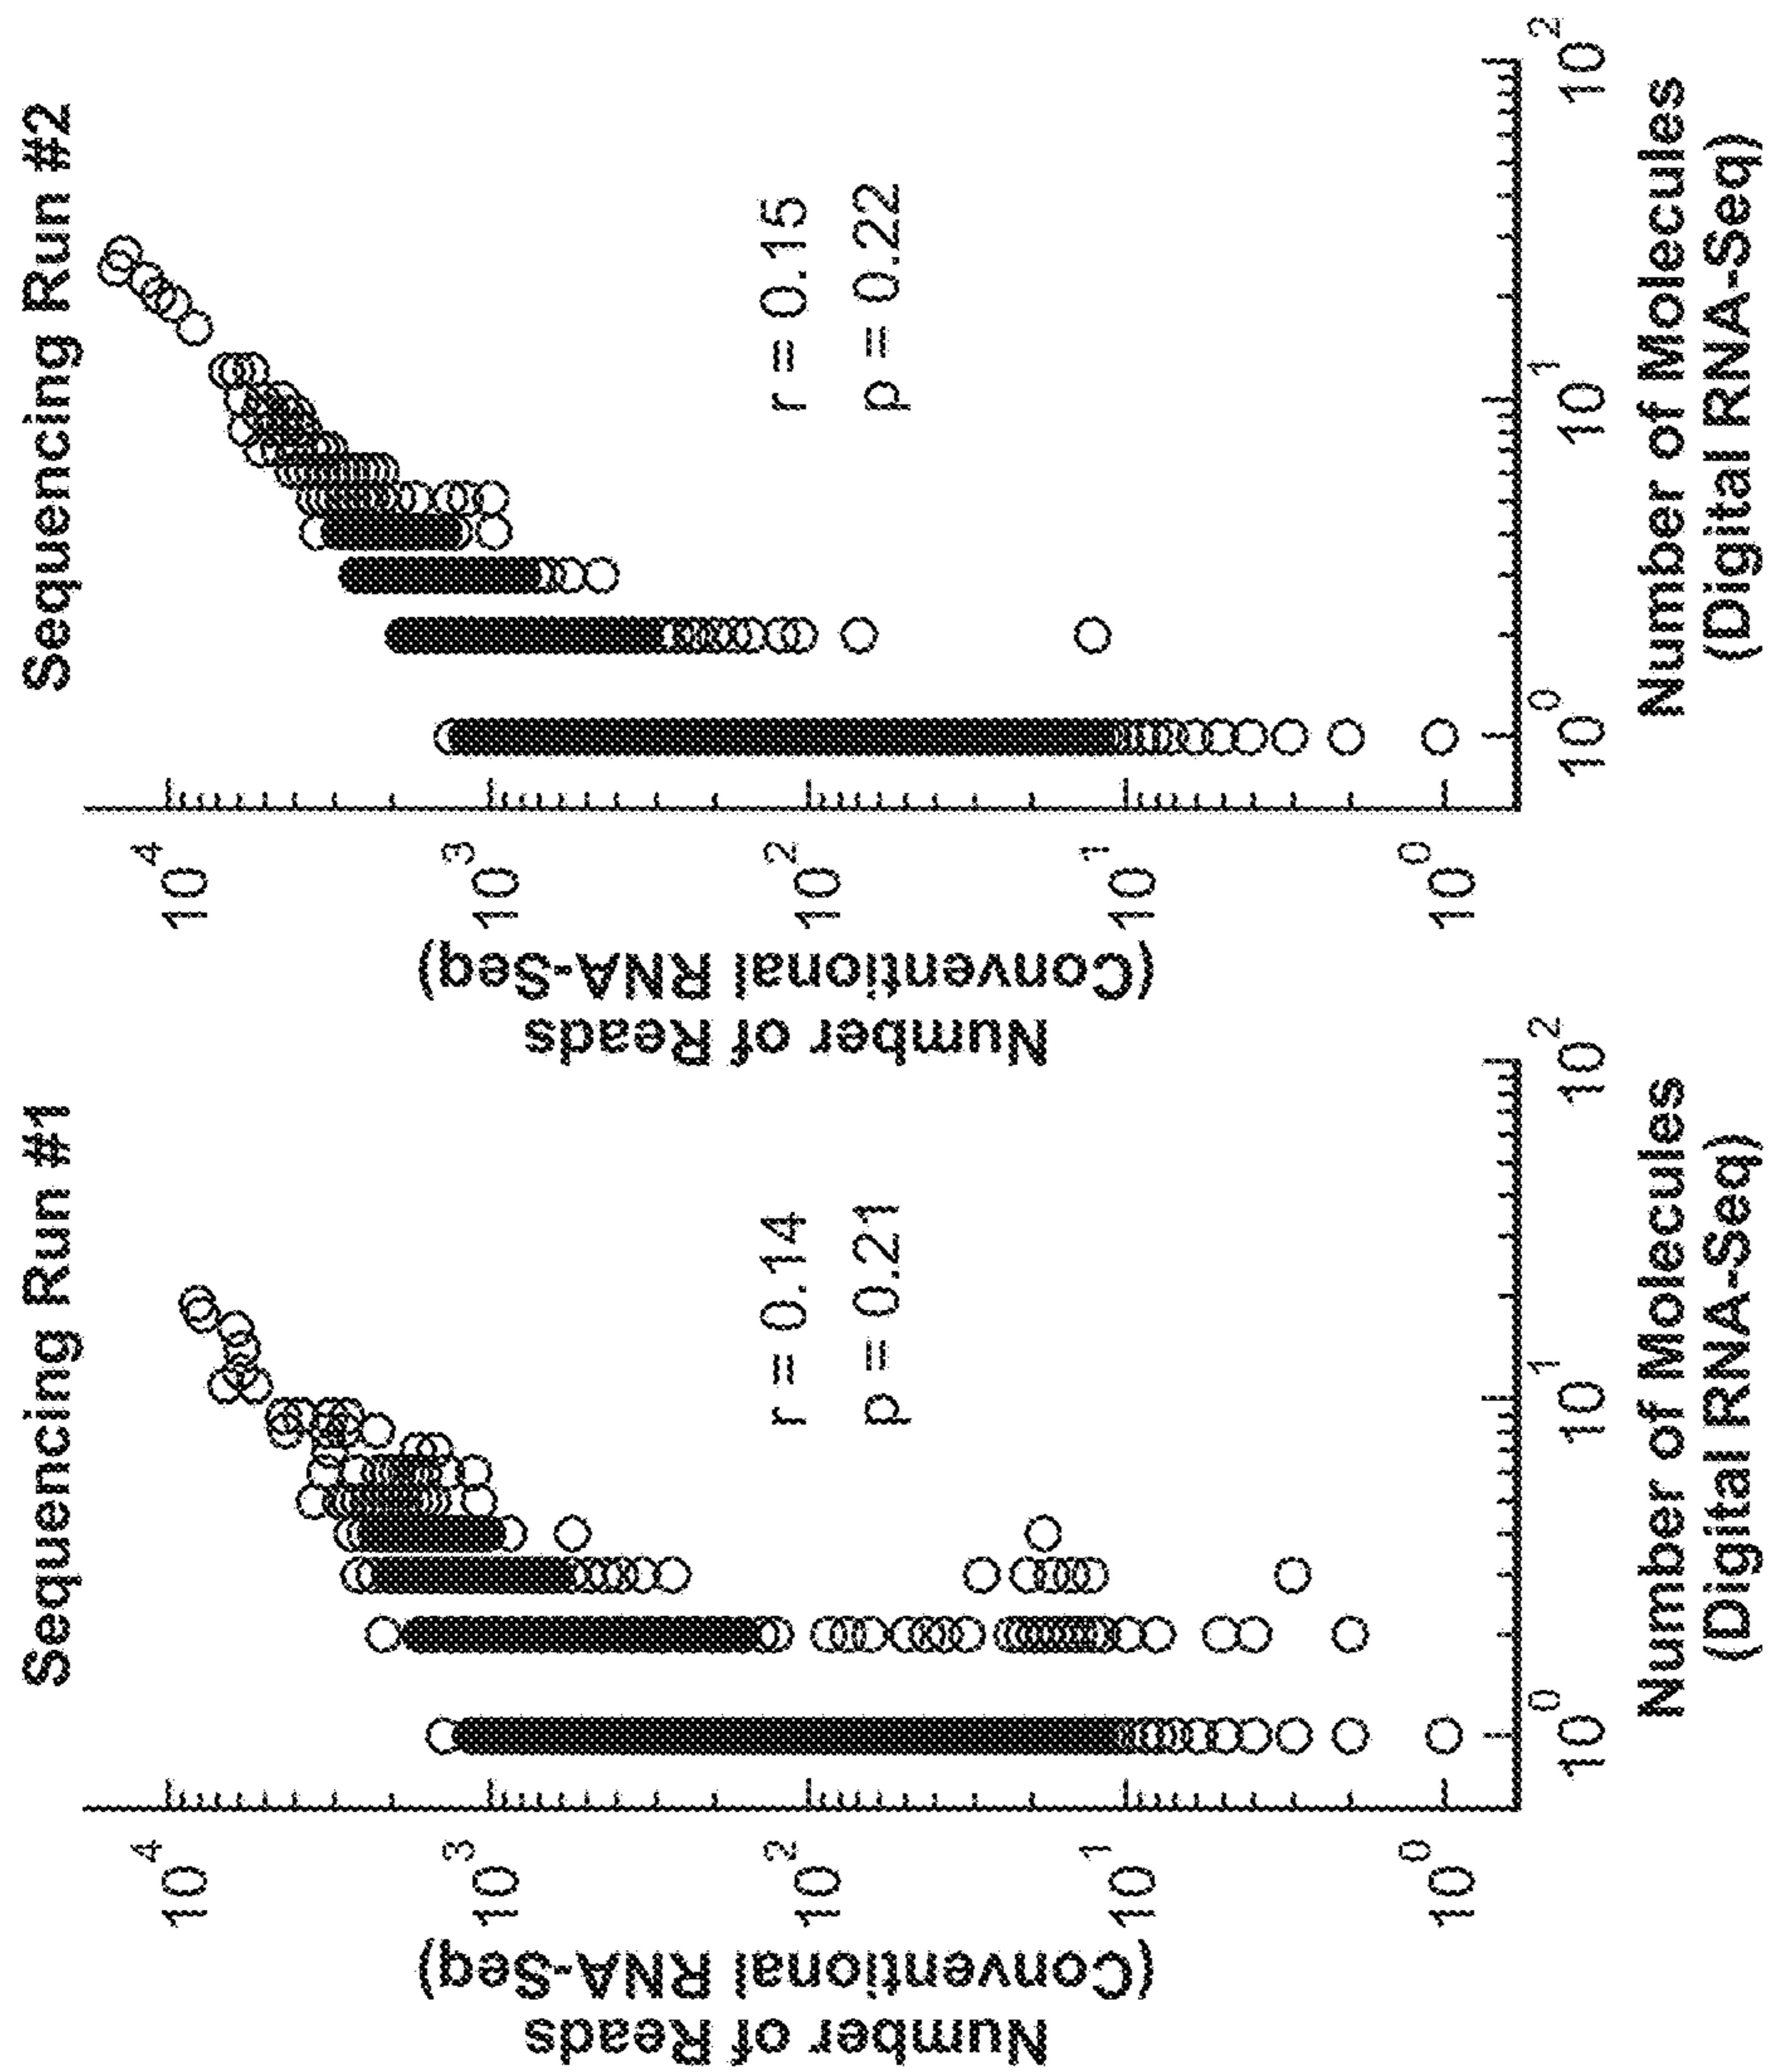 Sequencing Run #1
Number of Reads
(Conventional RNA-Seq)
10^4
10^3
10^2
10^1
10^0
r = 0.14
p = 0.21
10^0
10^1
10^2
Number of Molecules
(Digital RNA-Seq)
Sequencing Run #2
Number of Reads
(Conventional RNA-Seq)
10^4
10^3
10^2
10^1
10^0
r = 0.15
p = 0.22
10^0
10^1
10^2
Number of Molecules
(Digital RNA-Seq)